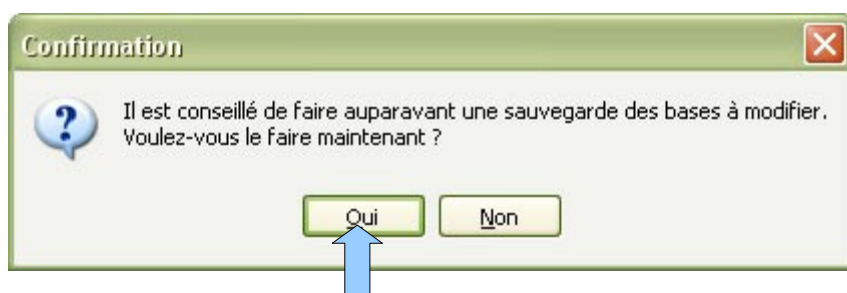 Confirmation
Il est conseillé de faire auparavant une sauvegarde des bases à modifier.
Voulez-vous le faire maintenant ?
Oui Non